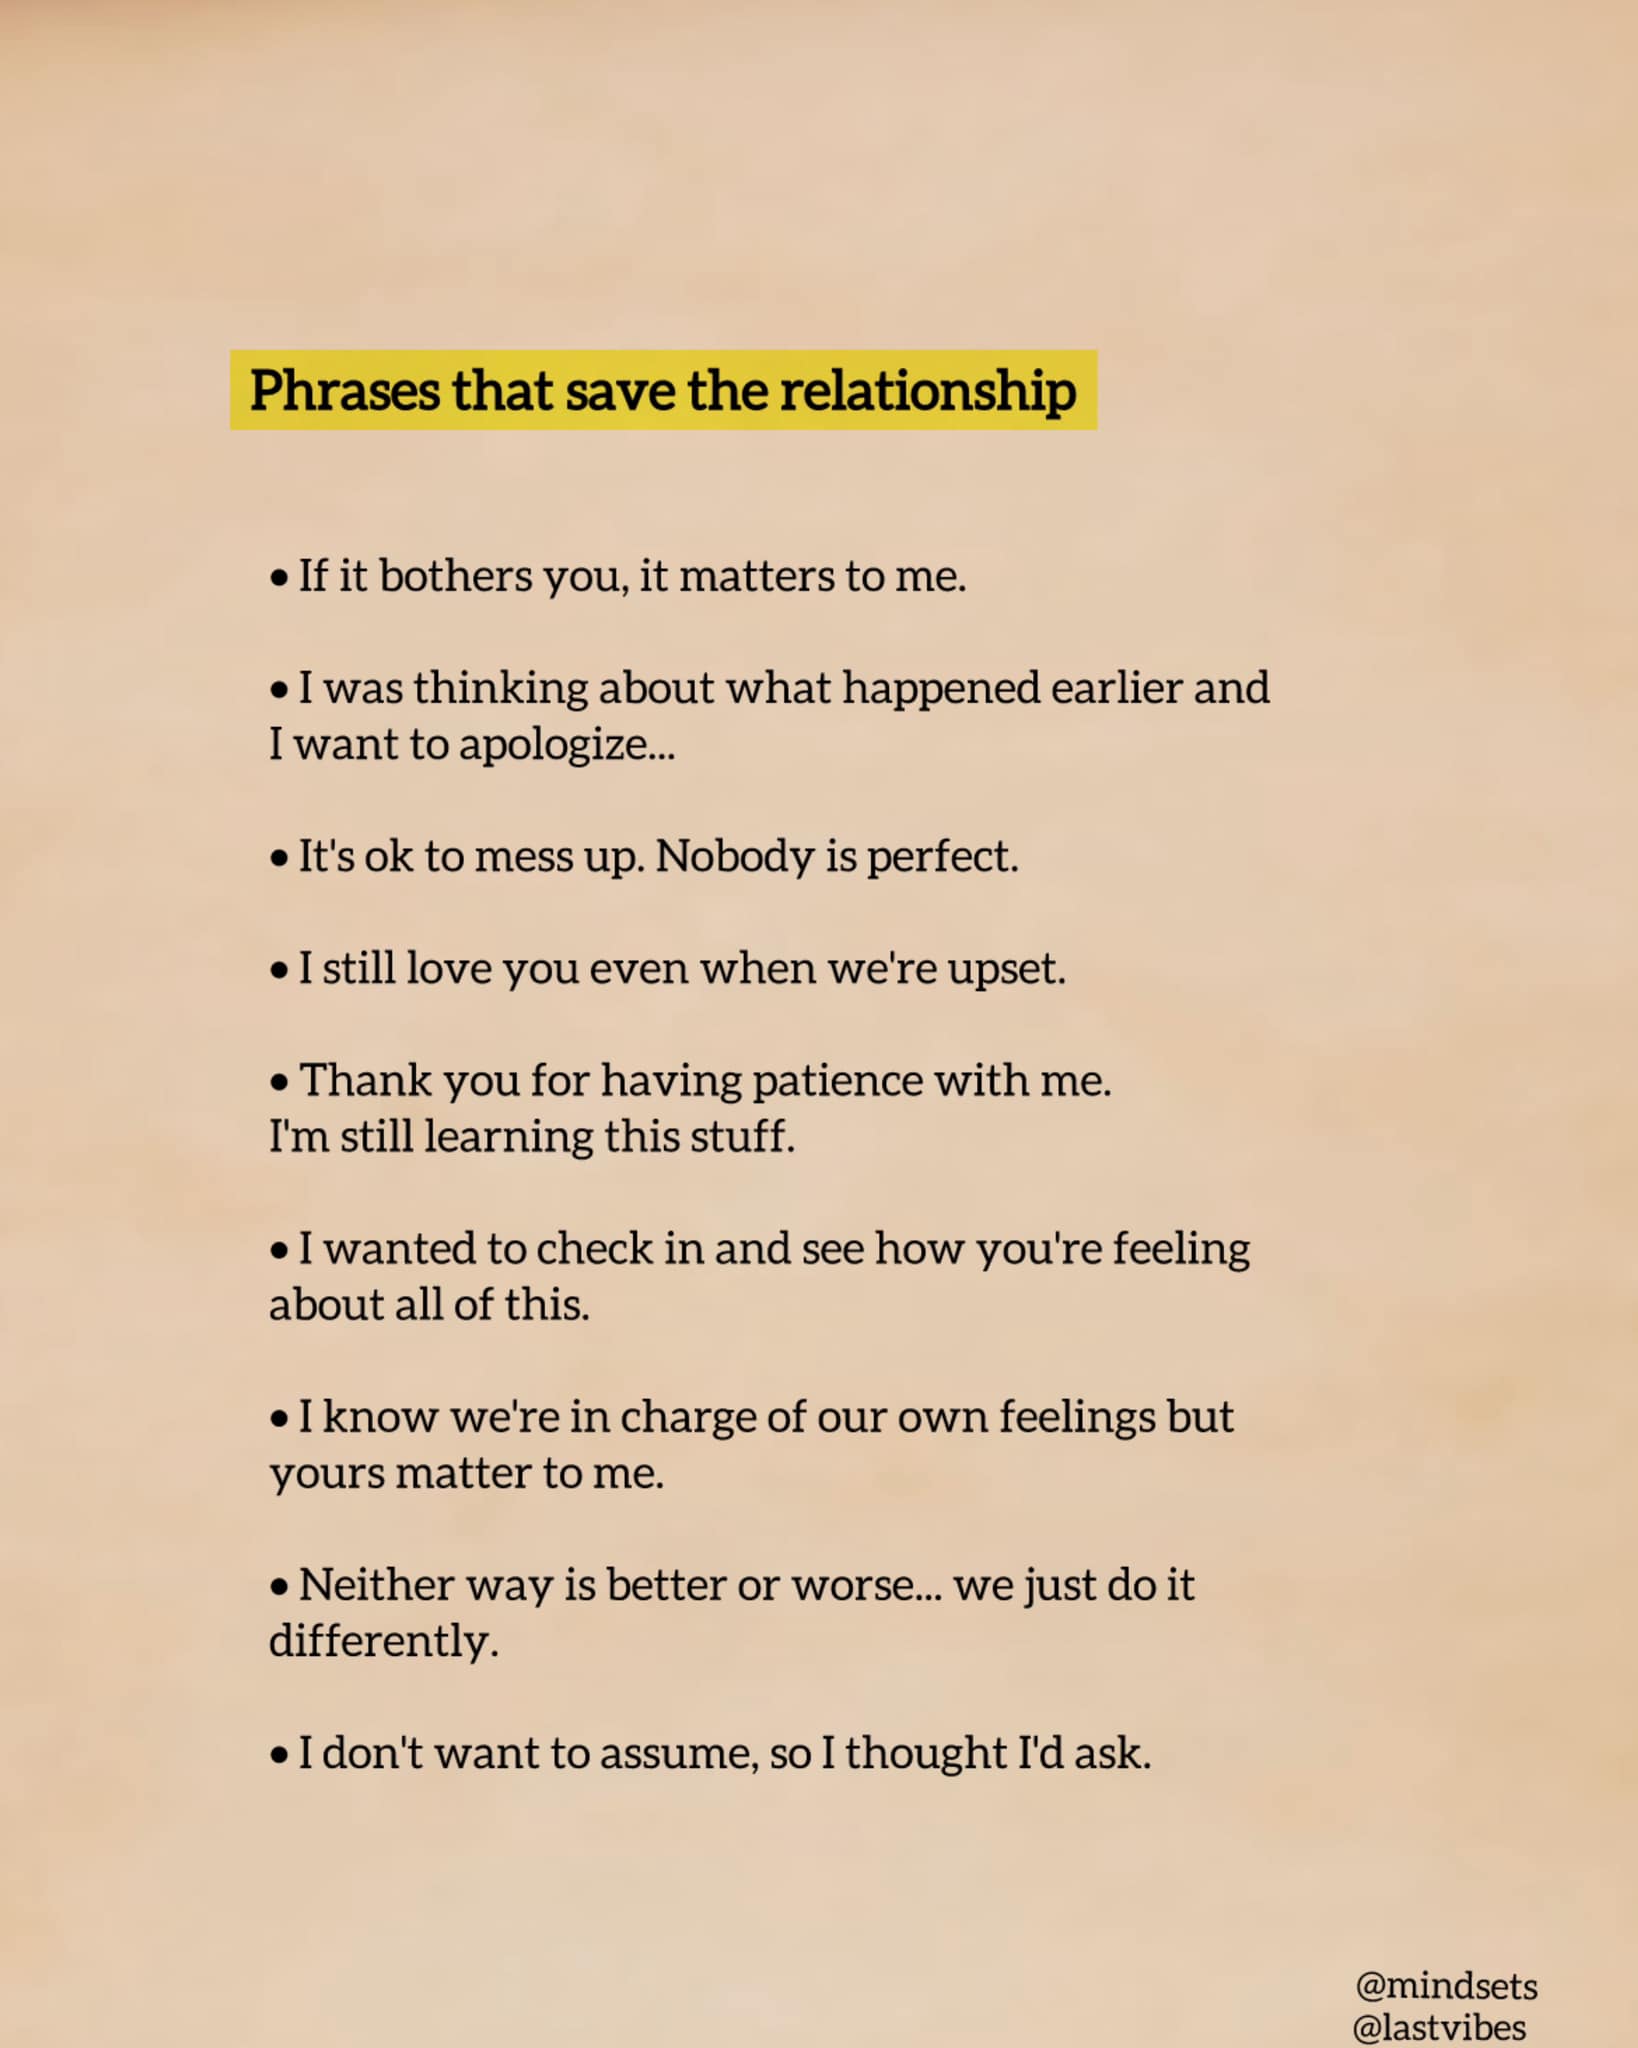 Phrases that save the relationship
• If it bothers you, it matters to me.
• I was thinking about what happened earlier and
I want to apologize...
• It's ok to mess up. Nobody is perfect.
• I still love you even when we're upset.
• Thank you for having patience with me.
I'm still learning this stuff.
• I wanted to check in and see how you're feeling
about all of this.
• I know we're in charge of our own feelings but
yours matter to me.
• Neither way is better or worse... we just do it
differently.
• I don't want to assume, so I thought I'd ask.
@mindsets
@lastvibes